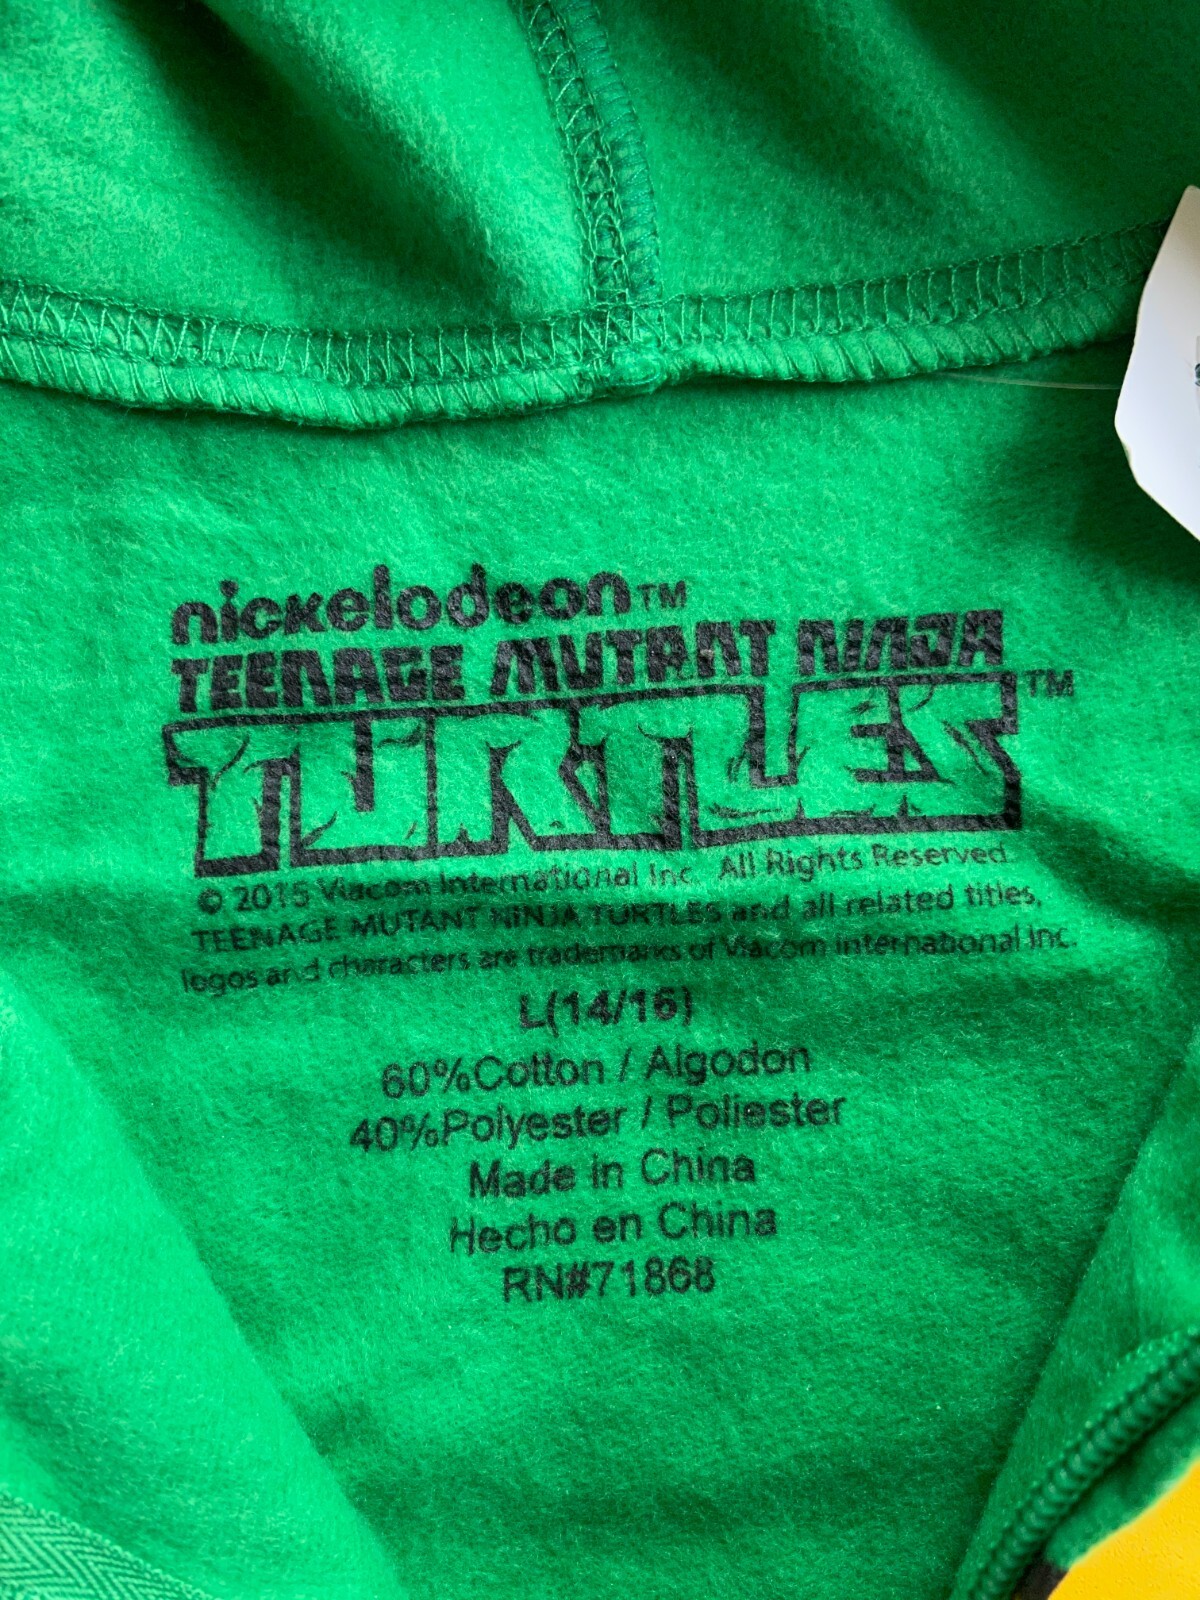 nickelodeon™
TEENAGE MUTANT NINJA
TURTLES™
© 2015 Viacom International Inc. All Rights Reserved.
TEENAGE MUTANT NINJA TURTLES and all related titles,
logos and characters are trademarks of Viacom International Inc.
L(14/16)
60%Cotton / Algodon
40%Polyester / Poliester
Made in China
Hecho en China
RN#71868